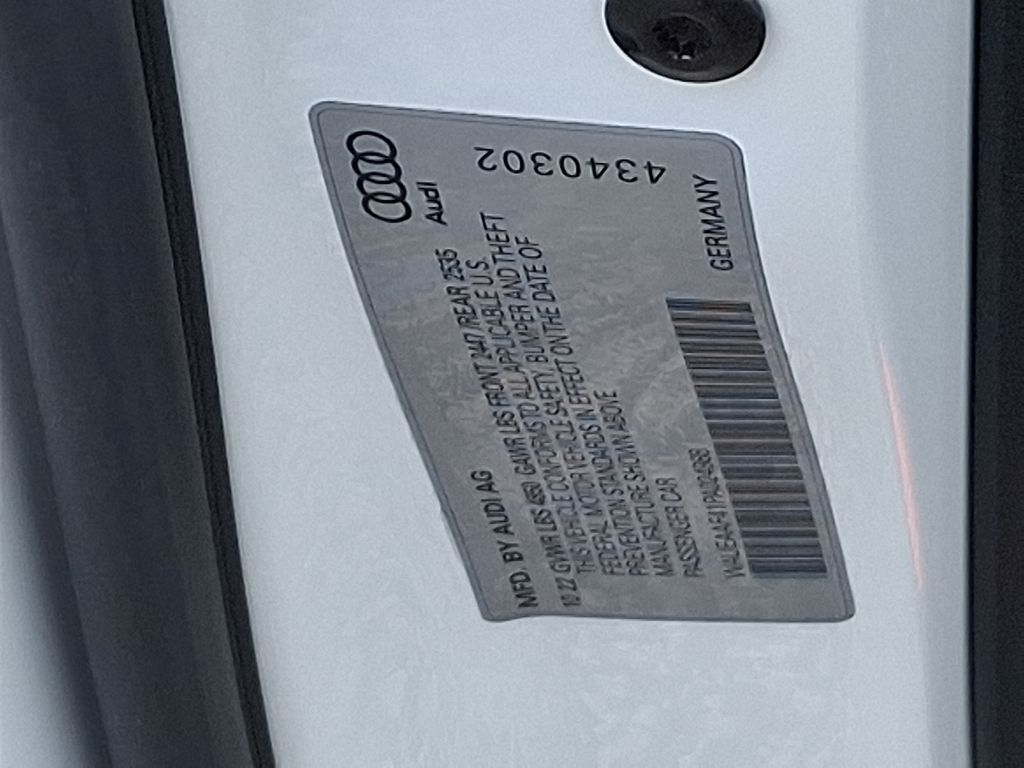 Audi
4340302
MFD. BY AUDI AG
10 22 GVWR LBS GAWR LBS FRONT 2447 /REAR 2535
THIS VEHICLE CONFORMS TO ALL APPLICABLE U.S.
FEDERAL MOTOR VEHICLE SAFETY, BUMPER AND THEFT
PREVENTION STANDARDS IN EFFECT ON THE DATE OF
MANUFACTURE SHOWN ABOVE
PASSENGER CAR
GERMANY